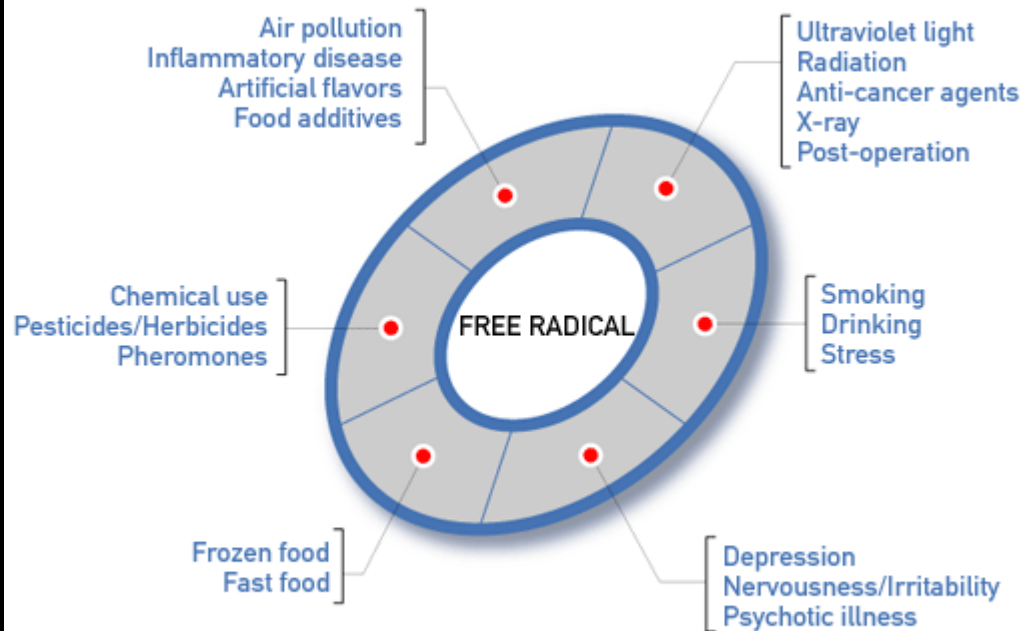 Air pollution
Inflammatory disease
Artificial flavors
Food additives
Ultraviolet light
Radiation
Anti-cancer agents
X-ray
Post-operation
Chemical use
Pesticides/Herbicides
Pheromones
FREE RADICAL
Smoking
Drinking
Stress
Frozen food
Fast food
Depression
Nervousness/Irritability
Psychotic illness